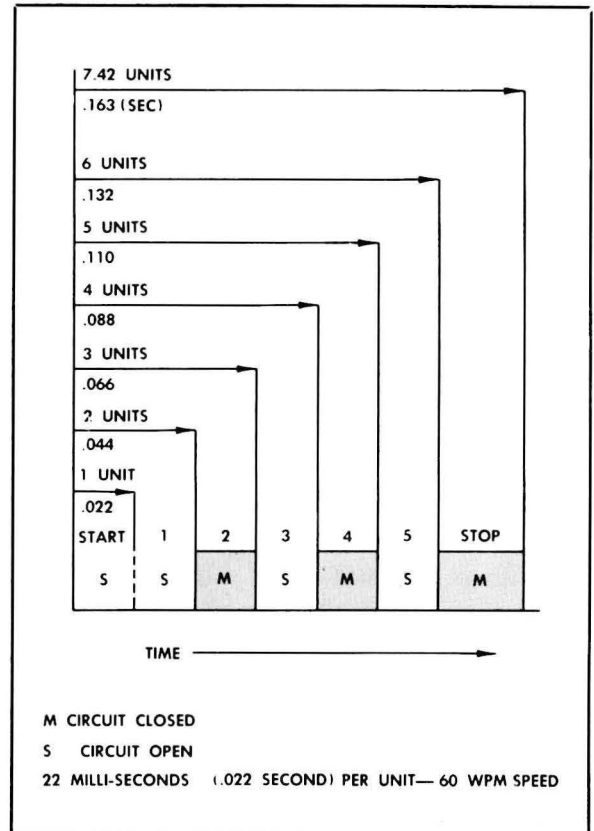 7.42 UNITS
.163 (SEC)
6 UNITS
.132
5 UNITS
.110
4 UNITS
.088
3 UNITS
.066
2 UNITS
.044
1 UNIT
.022
START 1 2 3 4 5 STOP
S S M S M S M
TIME
M CIRCUIT CLOSED
S CIRCUIT OPEN
22 MILLI-SECONDS (.022 SECOND) PER UNIT— 60 WPM SPEED